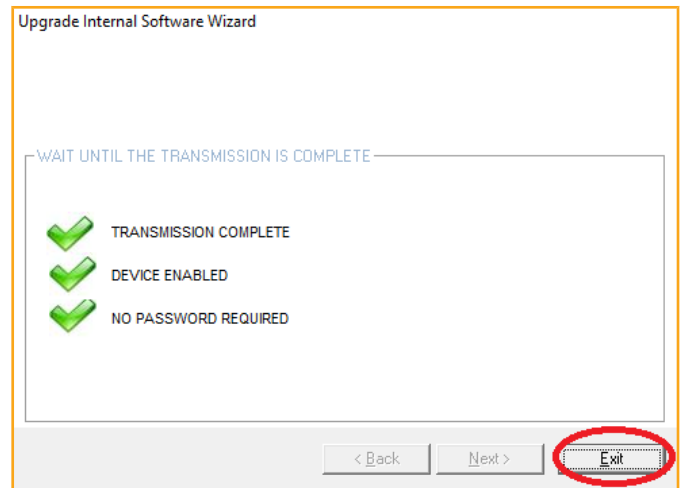 Upgrade Internal Software Wizard
WAIT UNTIL THE TRANSMISSION IS COMPLETE
TRANSMISSION COMPLETE
DEVICE ENABLED
NO PASSWORD REQUIRED
< Back Next > Exit